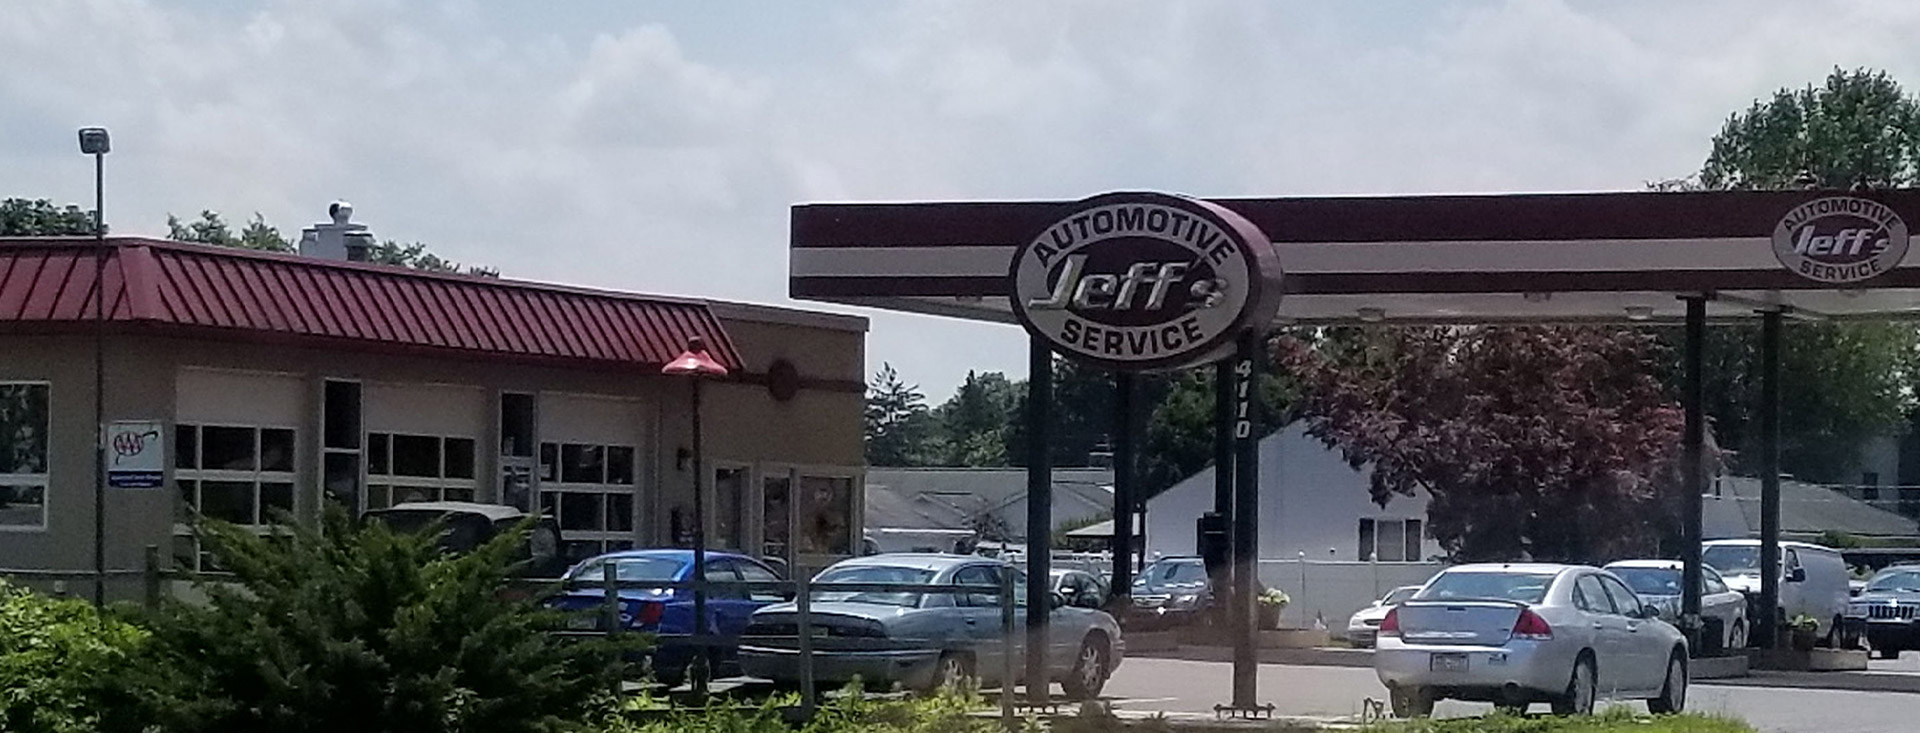 AUTOMOTIVE
Jeff's
SERVICE
4110
AUTOMOTIVE
Jeff's
SERVICE
AAA